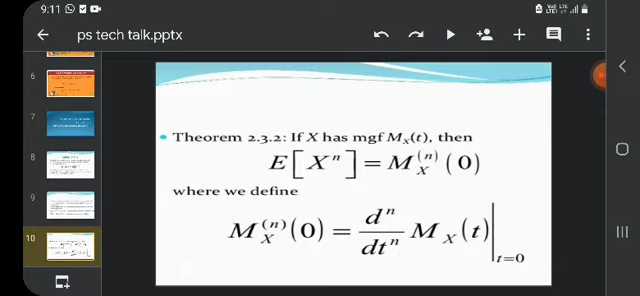 9:11
ps tech talk.pptx
6
7
8
9
10
Theorem 2.3.2: If X has mgf M_X(t), then
E[X^n] = M_X^(n)(0)
where we define
M_X^(n)(0) = d^n/dt^n M_X(t)|_{t=0}